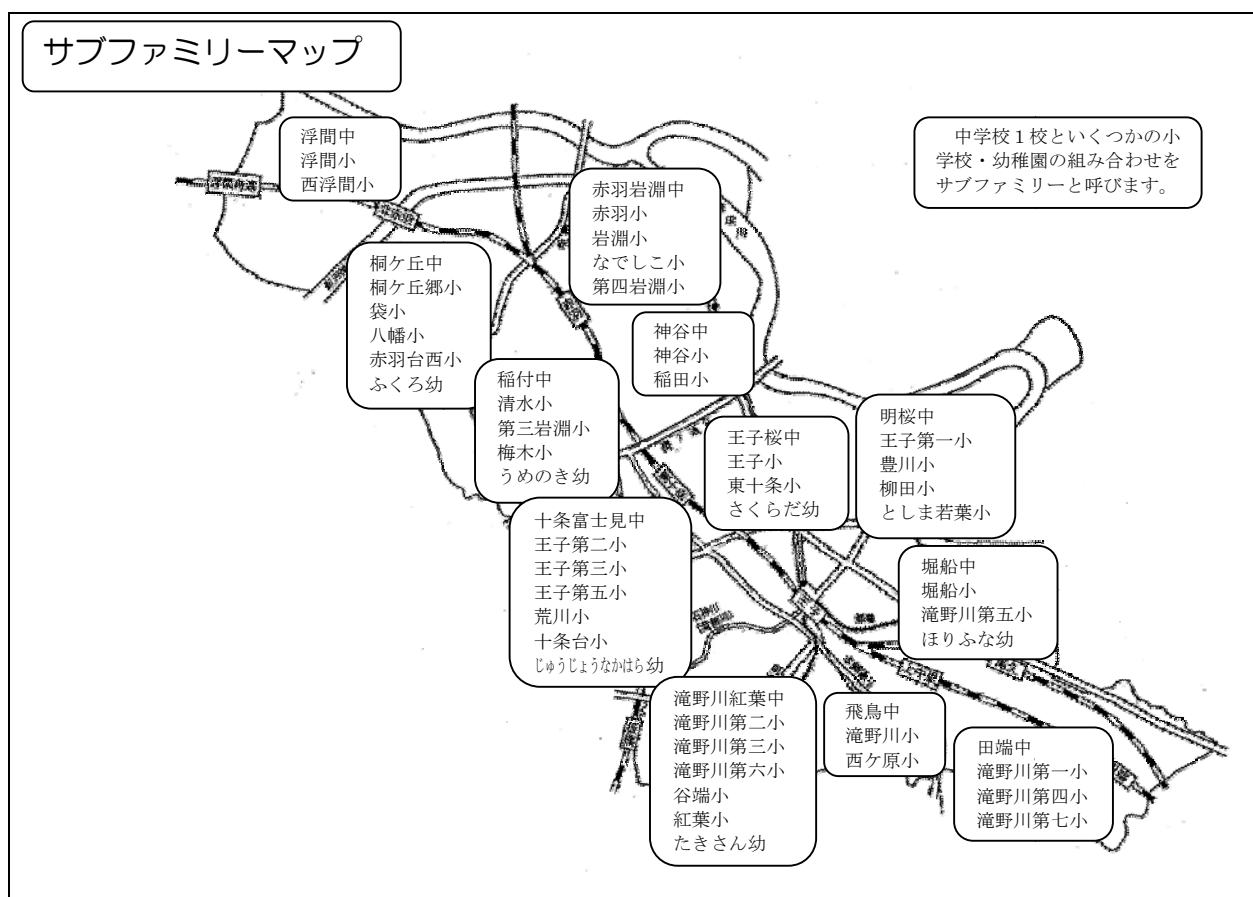 サブファミリーマップ
中学校１校といくつかの小
学校・幼稚園の組み合わせを
サブファミリーと呼びます。
浮間中
浮間小
西浮間小
赤羽岩淵中
赤羽小
岩淵小
なでしこ小
第四岩淵小
桐ケ丘中
桐ケ丘郷小
袋小
八幡小
赤羽台西小
ふくろ幼
神谷中
神谷小
稲田小
稲付中
清水小
第三岩淵小
梅木小
うめのき幼
王子桜中
王子小
東十条小
さくらだ幼
明桜中
王子第一小
豊川小
柳田小
としま若葉小
十条富士見中
王子第二小
王子第三小
王子第五小
荒川小
十条台小
じゅうじょうなかはら幼
堀船中
堀船小
滝野川第五小
ほりふな幼
滝野川紅葉中
滝野川第二小
滝野川第三小
滝野川第六小
谷端小
紅葉小
たきさん幼
飛鳥中
滝野川小
西ケ原小
田端中
滝野川第一小
滝野川第四小
滝野川第七小
王子